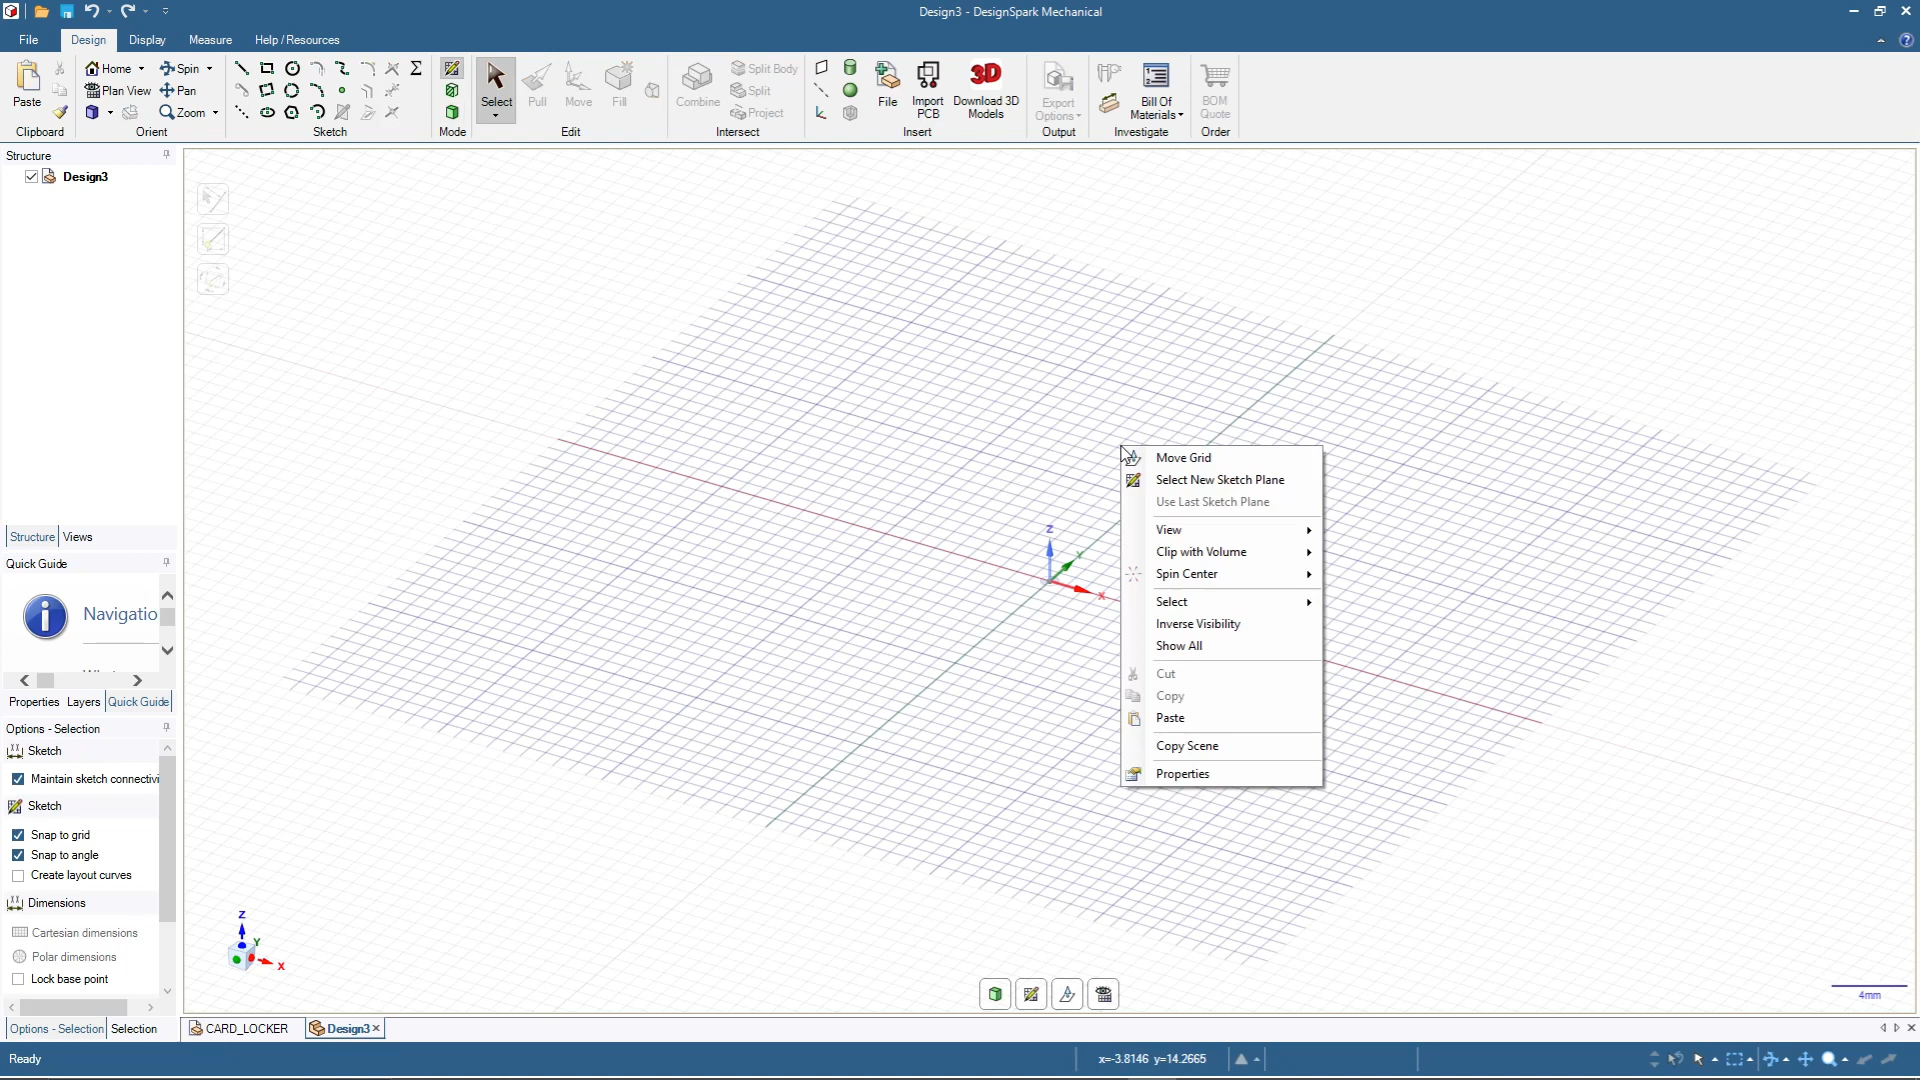 Design3 - DesignSpark Mechanical
File Design Display Measure Help / Resources
Paste
Clipboard
Home
Plan View
Spin
Pan
Zoom
Orient
Sketch
Mode
Select
Pull
Move
Fill
Edit
Combine
Split Body
Split
Project
Intersect
File
Import PCB
Download 3D Models
3D
Insert
Export Options
Output
Bill Of Materials
Investigate
BOM Quote
Order
Structure
Design3
Structure Views
Quick Guide
Navigatio
Properties Layers Quick Guide
Options - Selection
Sketch
Maintain sketch connectivi
Sketch
Snap to grid
Snap to angle
Create layout curves
Dimensions
Cartesian dimensions
Polar dimensions
Lock base point
Options - Selection Selection
Z
Y
X
Z
Y
X
Move Grid
Select New Sketch Plane
Use Last Sketch Plane
View
Clip with Volume
Spin Center
Select
Inverse Visibility
Show All
Cut
Copy
Paste
Copy Scene
Properties
4mm
CARD_LOCKER Design3
Ready
x=-3.8146 y=14.2665